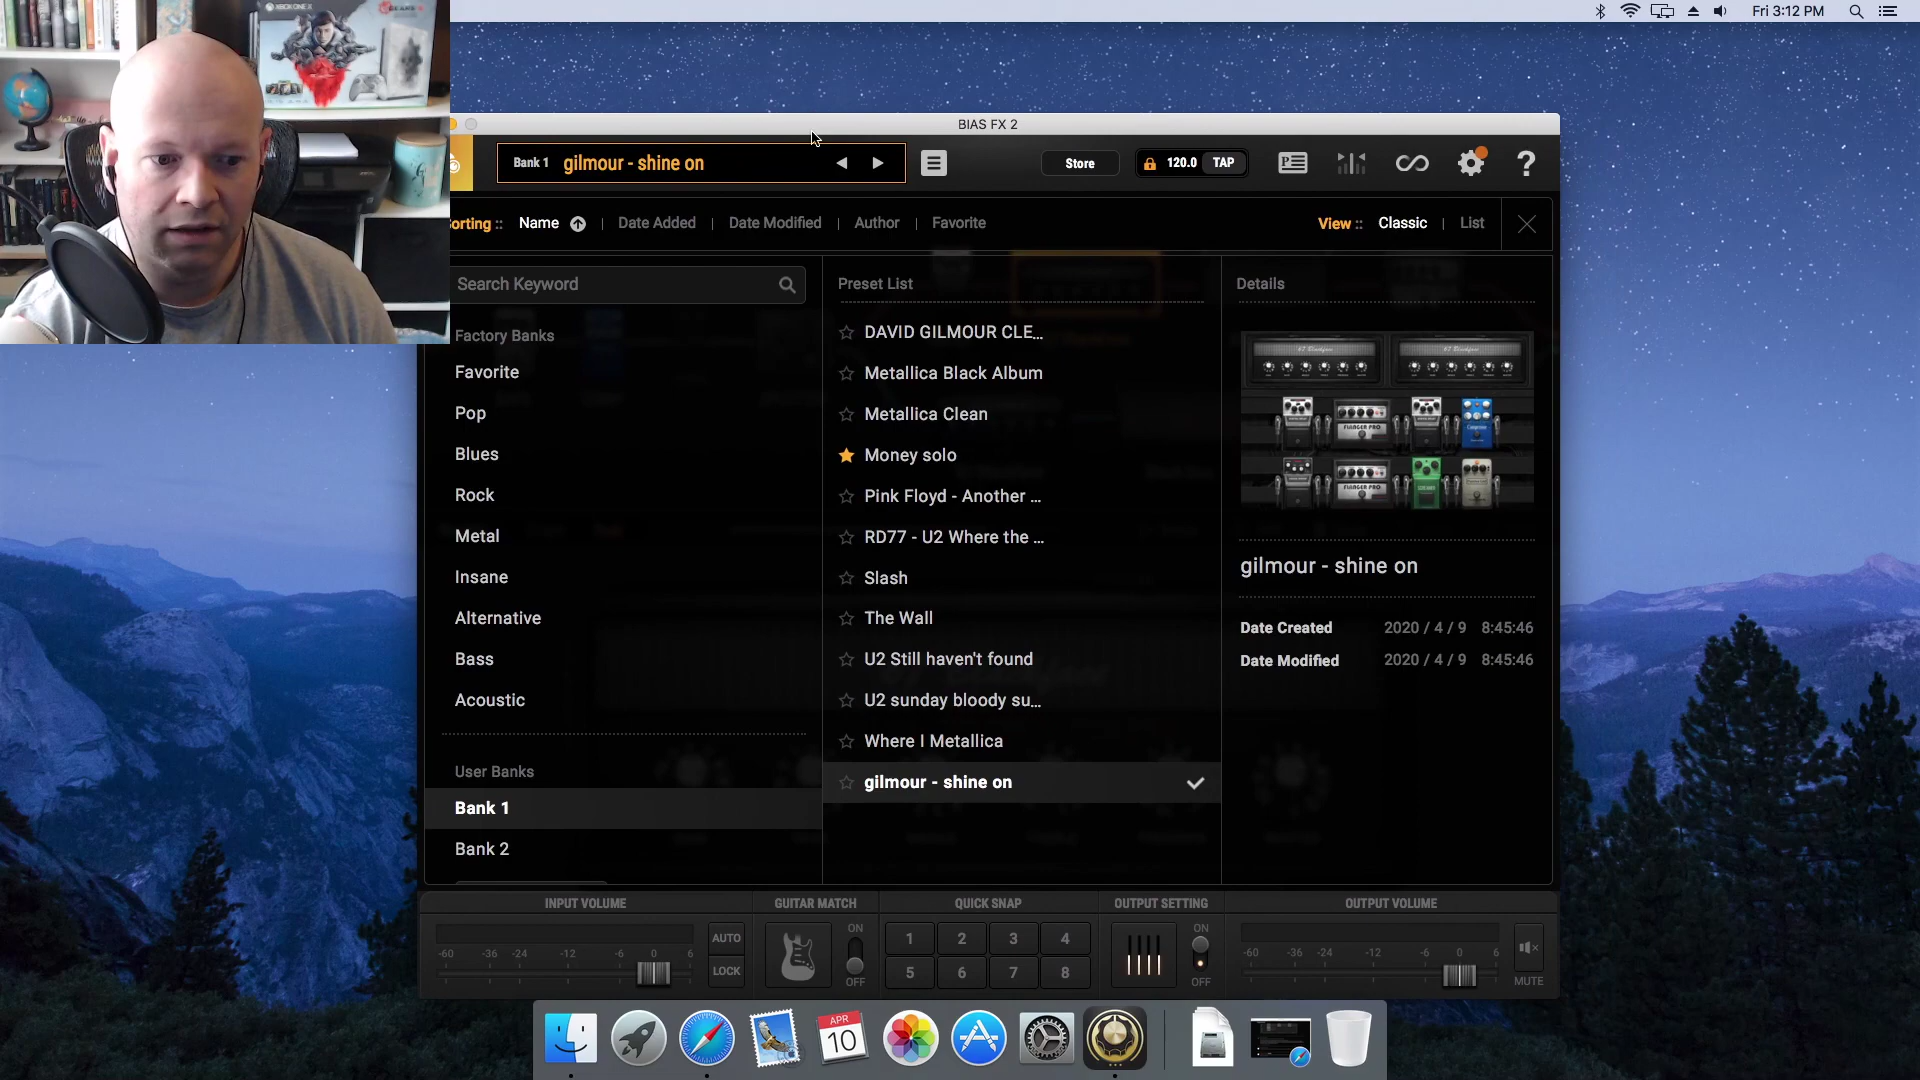 XBOX ONE X
Fri 3:12 PM
BIAS FX 2
Bank 1 gilmour - shine on
Store
120.0 TAP
?
orting :: Name | Date Added | Date Modified | Author | Favorite
View :: Classic | List
Search Keyword
Factory Banks
Favorite
Pop
Blues
Rock
Metal
Insane
Alternative
Bass
Acoustic
User Banks
Bank 1
Bank 2
Preset List
DAVID GILMOUR CLE...
Metallica Black Album
Metallica Clean
Money solo
Pink Floyd - Another ...
RD77 - U2 Where the ...
Slash
The Wall
U2 Still haven't found
U2 sunday bloody su...
Where I Metallica
gilmour - shine on
Details
FLANGER PRO
FLANGER PRO
gilmour - shine on
Date Created 2020 / 4 / 9 8:45:46
Date Modified 2020 / 4 / 9 8:45:46
INPUT VOLUME
-60 -36 -24 -12 -6 0 6
AUTO
LOCK
GUITAR MATCH
ON
OFF
QUICK SNAP
1 2 3 4
5 6 7 8
OUTPUT SETTING
ON
OFF
OUTPUT VOLUME
-60 -36 -24 -12 -6 0 6
MUTE
APR
10